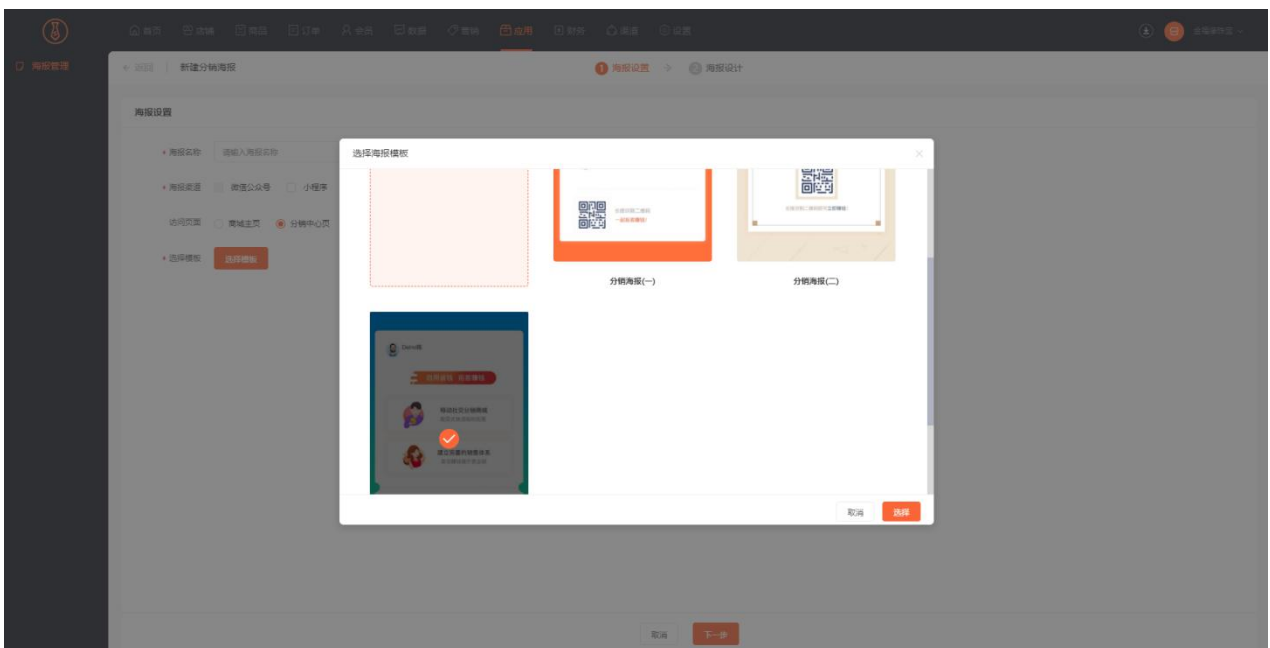 首页 店铺 商品 订单 会员 数据 营销 应用 财务 渠道 设置
海报管理
返回 新建分销海报 1 海报设置 2 海报设计
海报设置
* 海报名称 请输入海报名称
* 海报渠道 微信公众号 小程序
访问页面 商城主页 分销中心页
* 选择模板 选择模板
选择海报模板
分销海报(一)
分销海报(二)
取消 选择
取消 下一步